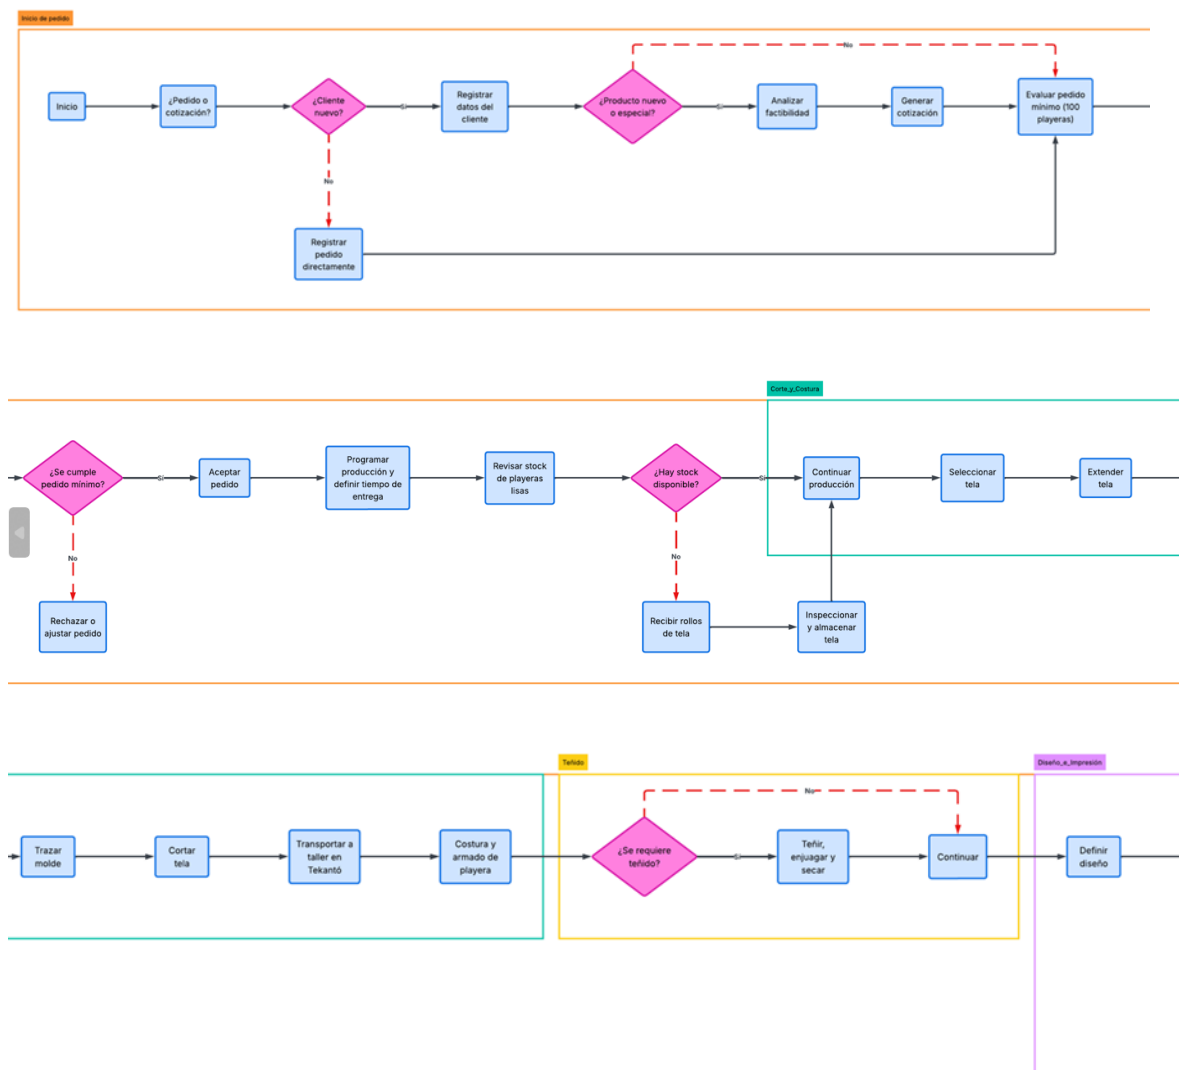 Inicio de pedido
No
Inicio
¿Pedido o
cotización?
¿Cliente
nuevo?
Sí
Registrar
datos del
cliente
¿Producto nuevo
o especial?
Sí
Analizar
factibilidad
Generar
cotización
Evaluar pedido
mínimo (100
playeras)
No
Registrar
pedido
directamente
Corte_y_Costura
¿Se cumple
pedido mínimo?
Sí
Aceptar
pedido
Programar
producción y
definir tiempo de
entrega
Revisar stock
de playeras
lisas
¿Hay stock
disponible?
Sí
Continuar
producción
Seleccionar
tela
Extender
tela
No
No
Rechazar o
ajustar pedido
Recibir rollos
de tela
Inspeccionar
y almacenar
tela
Teñido
Diseño_e_Impresión
No
Trazar
molde
Cortar
tela
Transportar a
taller en
Tekantó
Costura y
armado de
playera
¿Se requiere
teñido?
Sí
Teñir,
enjuagar y
secar
Continuar
Definir
diseño